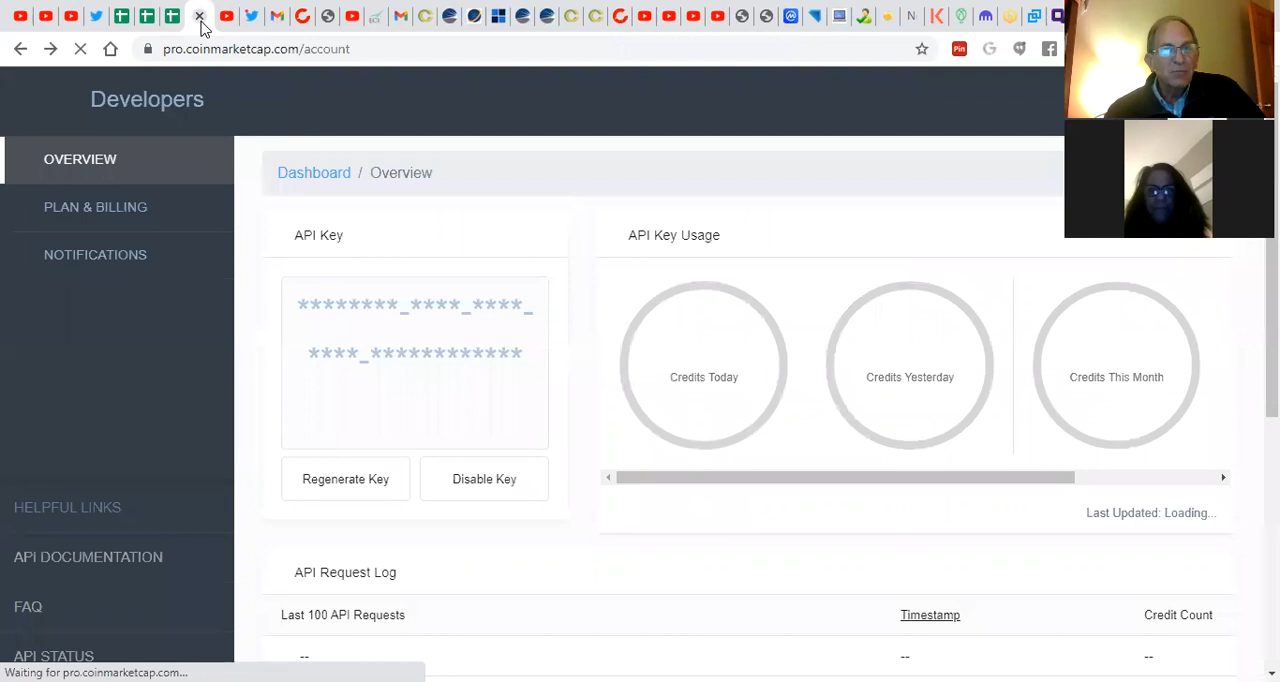 pro.coinmarketcap.com/account
Pin
Developers
OVERVIEW
PLAN & BILLING
NOTIFICATIONS
HELPFUL LINKS
API DOCUMENTATION
FAQ
API STATUS
Dashboard / Overview
API Key
********_****_****_
****_************
Regenerate Key
Disable Key
API Key Usage
Credits Today
Credits Yesterday
Credits This Month
Last Updated: Loading...
API Request Log
Last 100 API Requests
Timestamp
Credit Count
--
--
--
Waiting for pro.coinmarketcap.com...